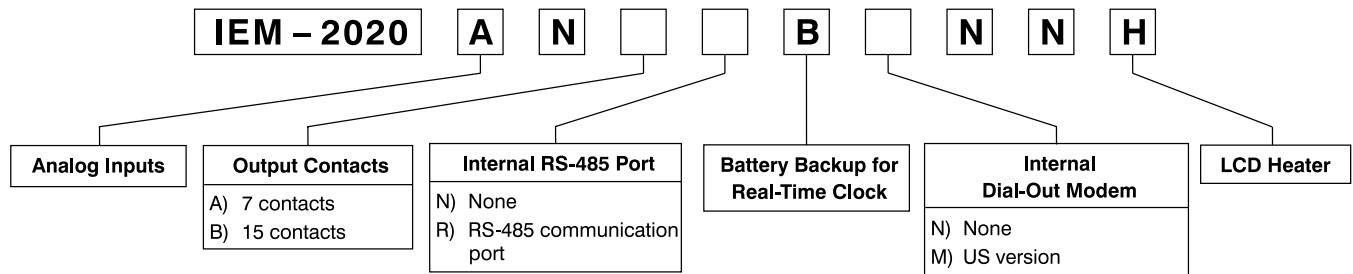 IEM – 2020 A N B N N H
Analog Inputs
Output Contacts
A) 7 contacts
B) 15 contacts
Internal RS-485 Port
N) None
R) RS-485 communication
port
Battery Backup for
Real-Time Clock
Internal
Dial-Out Modem
N) None
M) US version
LCD Heater